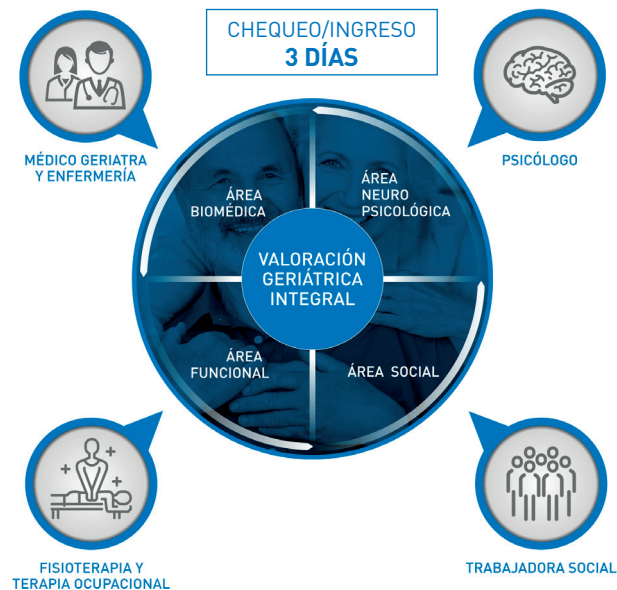 CHEQUEO/INGRESO
3 DÍAS
MÉDICO GERIATRA
Y ENFERMERÍA
PSICÓLOGO
ÁREA
BIOMÉDICA
ÁREA
NEURO
PSICOLÓGICA
VALORACIÓN
GERIÁTRICA
INTEGRAL
ÁREA
FUNCIONAL
ÁREA SOCIAL
FISIOTERAPIA Y
TERAPIA OCUPACIONAL
TRABAJADORA SOCIAL